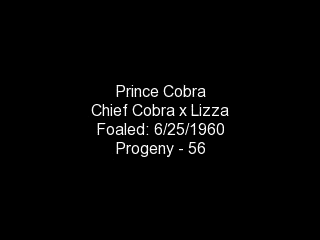 Prince Cobra
Chief Cobra x Lizza
Foaled: 6/25/1960
Progeny - 56